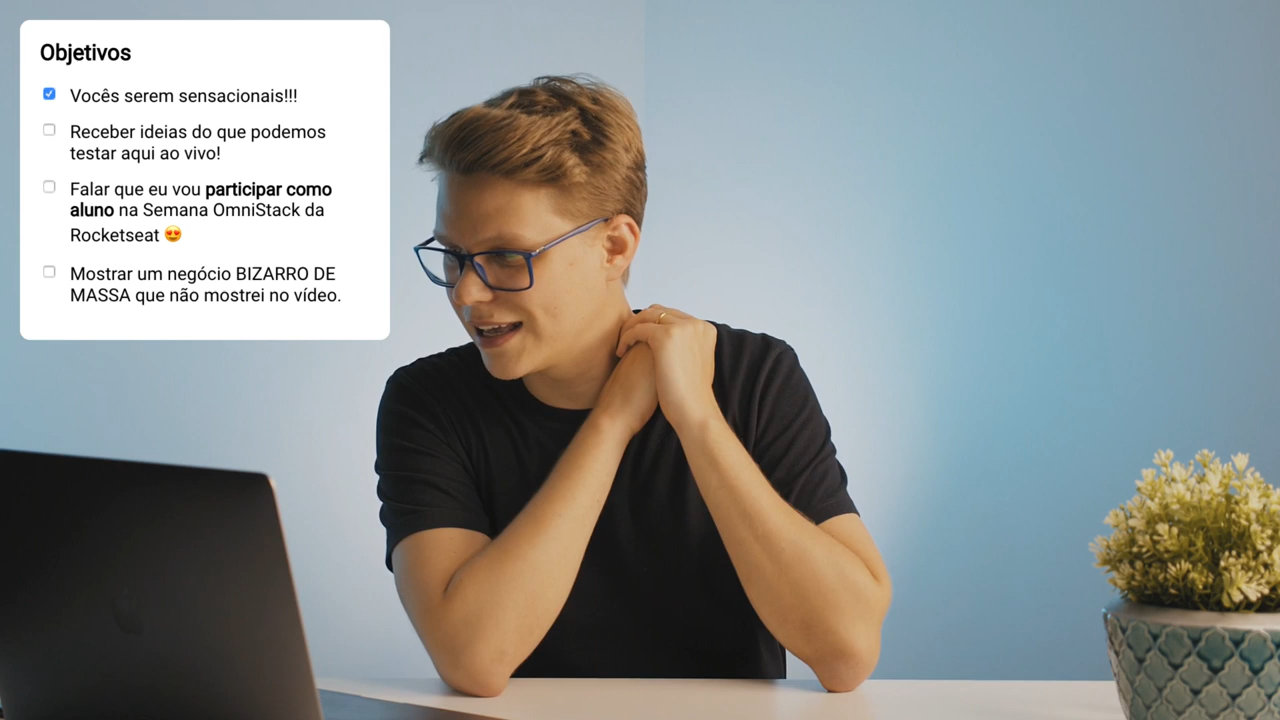 Objetivos
Vocês serem sensacionais!!!
Receber ideias do que podemos
testar aqui ao vivo!
Falar que eu vou participar como
aluno na Semana OmniStack da
Rocketseat 😍
Mostrar um negócio BIZARRO DE
MASSA que não mostrei no vídeo.